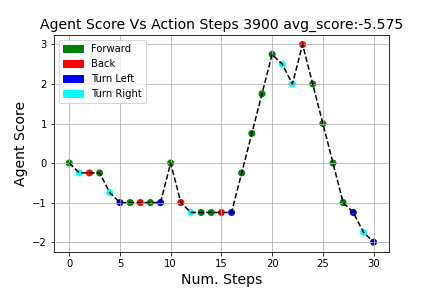 Agent Score Vs Action Steps 3900 avg_score:-5.575
3
2
1
0
−1
−2
Agent Score
Forward
Back
Turn Left
Turn Right
0 5 10 15 20 25 30
Num. Steps